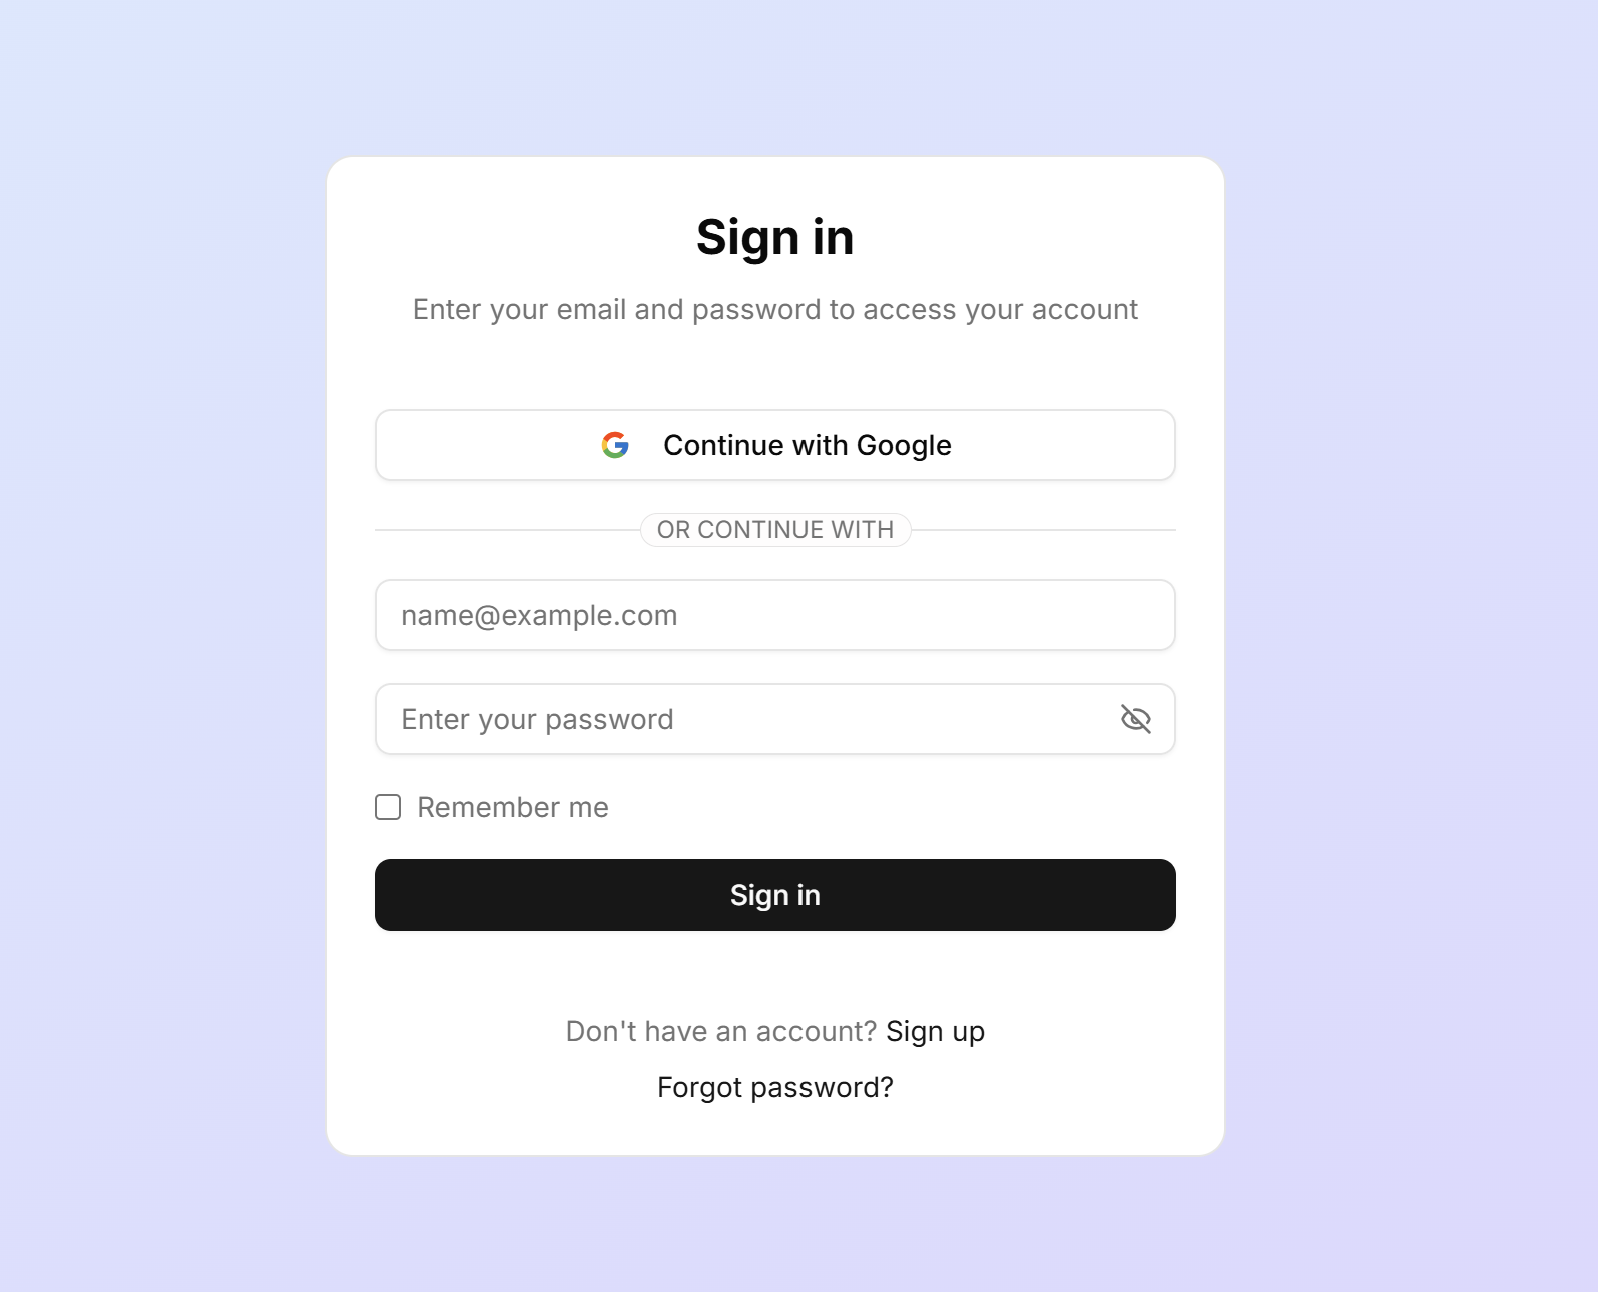 Sign in
Enter your email and password to access your account
Continue with Google
OR CONTINUE WITH
name@example.com
Enter your password
Remember me
Sign in
Don't have an account? Sign up
Forgot password?